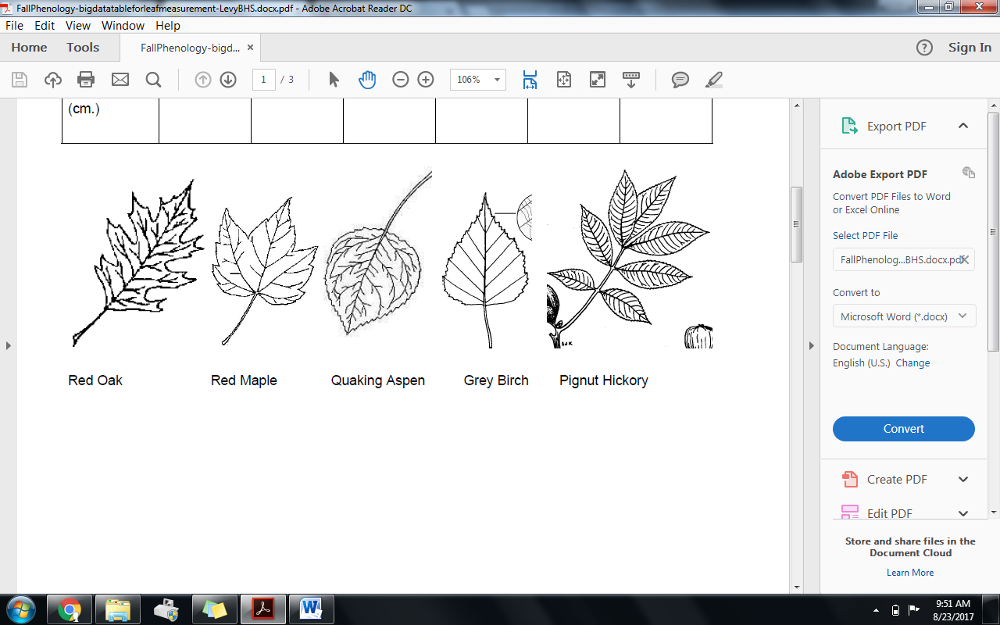 FallPhenology-bigdatatableforleafmeasurement-LevyBHS.docx.pdf - Adobe Acrobat Reader DC
File Edit View Window Help
Home Tools FallPhenology-bigd... × ? Sign In
1 / 3 106%
(cm.)
Red Oak Red Maple Quaking Aspen Grey Birch Pignut Hickory
Export PDF
Adobe Export PDF
Convert PDF Files to Word
or Excel Online
Select PDF File
FallPhenolog...BHS.docx.pdf
Convert to
Microsoft Word (*.docx)
Document Language:
English (U.S.) Change
Convert
Create PDF
Edit PDF
Store and share files in the
Document Cloud
Learn More
9:51 AM
8/23/2017